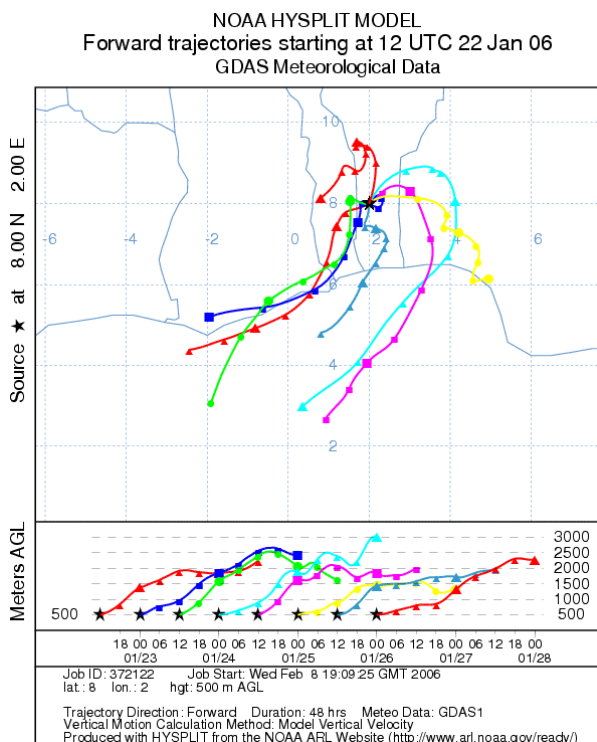 NOAA HYSPLIT MODEL
Forward trajectories starting at 12 UTC 22 Jan 06
GDAS Meteorological Data
Source ★ at 8.00 N 2.00 E
10
8
-6 -4 -2 0 2 4 6
6
4
2
Meters AGL
500
3000
2500
2000
1500
1000
500
18 00 06 12 18 00 06 12 18 00 06 12 18 00 06 12 18 00 06 12 18 00
01/23 01/24 01/25 01/26 01/27 01/28
Job ID: 372122 Job Start: Wed Feb 8 19:09:25 GMT 2006
lat.: 8 lon.: 2 hgt: 500 m AGL
Trajectory Direction: Forward Duration: 48 hrs Meteo Data: GDAS1
Vertical Motion Calculation Method: Model Vertical Velocity
Produced with HYSPLIT from the NOAA ARL Website (http://www.arl.noaa.gov/ready/)